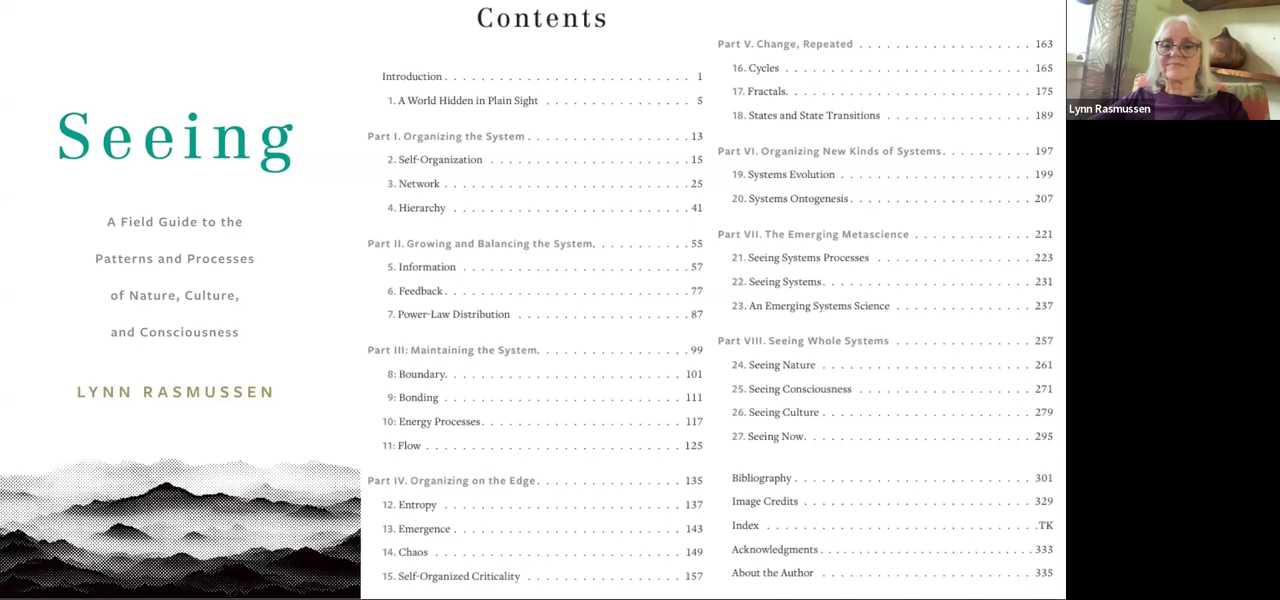 Seeing
A Field Guide to the
Patterns and Processes
of Nature, Culture,
and Consciousness
LYNN RASMUSSEN
Contents
Introduction . . . . . . . . . . . . . . . . . . . . . . 1
1. A World Hidden in Plain Sight . . . . . . . . . . . . . 5
Part I. Organizing the System . . . . . . . . . . . . . . 13
2. Self-Organization . . . . . . . . . . . . . . . . . . 15
3. Network . . . . . . . . . . . . . . . . . . . . . . 25
4. Hierarchy . . . . . . . . . . . . . . . . . . . . . 41
Part II. Growing and Balancing the System. . . . . . . . . 55
5. Information . . . . . . . . . . . . . . . . . . . . 57
6. Feedback . . . . . . . . . . . . . . . . . . . . . 77
7. Power-Law Distribution . . . . . . . . . . . . . . . 87
Part III: Maintaining the System. . . . . . . . . . . . . 99
8: Boundary. . . . . . . . . . . . . . . . . . . . . 101
9: Bonding . . . . . . . . . . . . . . . . . . . . . 111
10: Energy Processes . . . . . . . . . . . . . . . . . 117
11: Flow . . . . . . . . . . . . . . . . . . . . . . 125
Part IV. Organizing on the Edge . . . . . . . . . . . . . 135
12. Entropy . . . . . . . . . . . . . . . . . . . . . 137
13. Emergence . . . . . . . . . . . . . . . . . . . . 143
14. Chaos . . . . . . . . . . . . . . . . . . . . . . 149
15. Self-Organized Criticality . . . . . . . . . . . . . 157
Part V. Change, Repeated . . . . . . . . . . . . . . . . 163
16. Cycles . . . . . . . . . . . . . . . . . . . . . . 165
17. Fractals. . . . . . . . . . . . . . . . . . . . . . 175
18. States and State Transitions . . . . . . . . . . . . 189
Part VI. Organizing New Kinds of Systems. . . . . . . . . 197
19. Systems Evolution . . . . . . . . . . . . . . . . . 199
20. Systems Ontogenesis . . . . . . . . . . . . . . . . 207
Part VII. The Emerging Metascience . . . . . . . . . . . 221
21. Seeing Systems Processes . . . . . . . . . . . . . . 223
22. Seeing Systems. . . . . . . . . . . . . . . . . . . 231
23. An Emerging Systems Science . . . . . . . . . . . . 237
Part VIII. Seeing Whole Systems . . . . . . . . . . . . . 257
24. Seeing Nature . . . . . . . . . . . . . . . . . . . 261
25. Seeing Consciousness . . . . . . . . . . . . . . . . 271
26. Seeing Culture . . . . . . . . . . . . . . . . . . . 279
27. Seeing Now. . . . . . . . . . . . . . . . . . . . . 295
Bibliography . . . . . . . . . . . . . . . . . . . . . 301
Image Credits . . . . . . . . . . . . . . . . . . . . . 329
Index . . . . . . . . . . . . . . . . . . . . . . . . .TK
Acknowledgments . . . . . . . . . . . . . . . . . . . . 333
About the Author . . . . . . . . . . . . . . . . . . . 335
Lynn Rasmussen